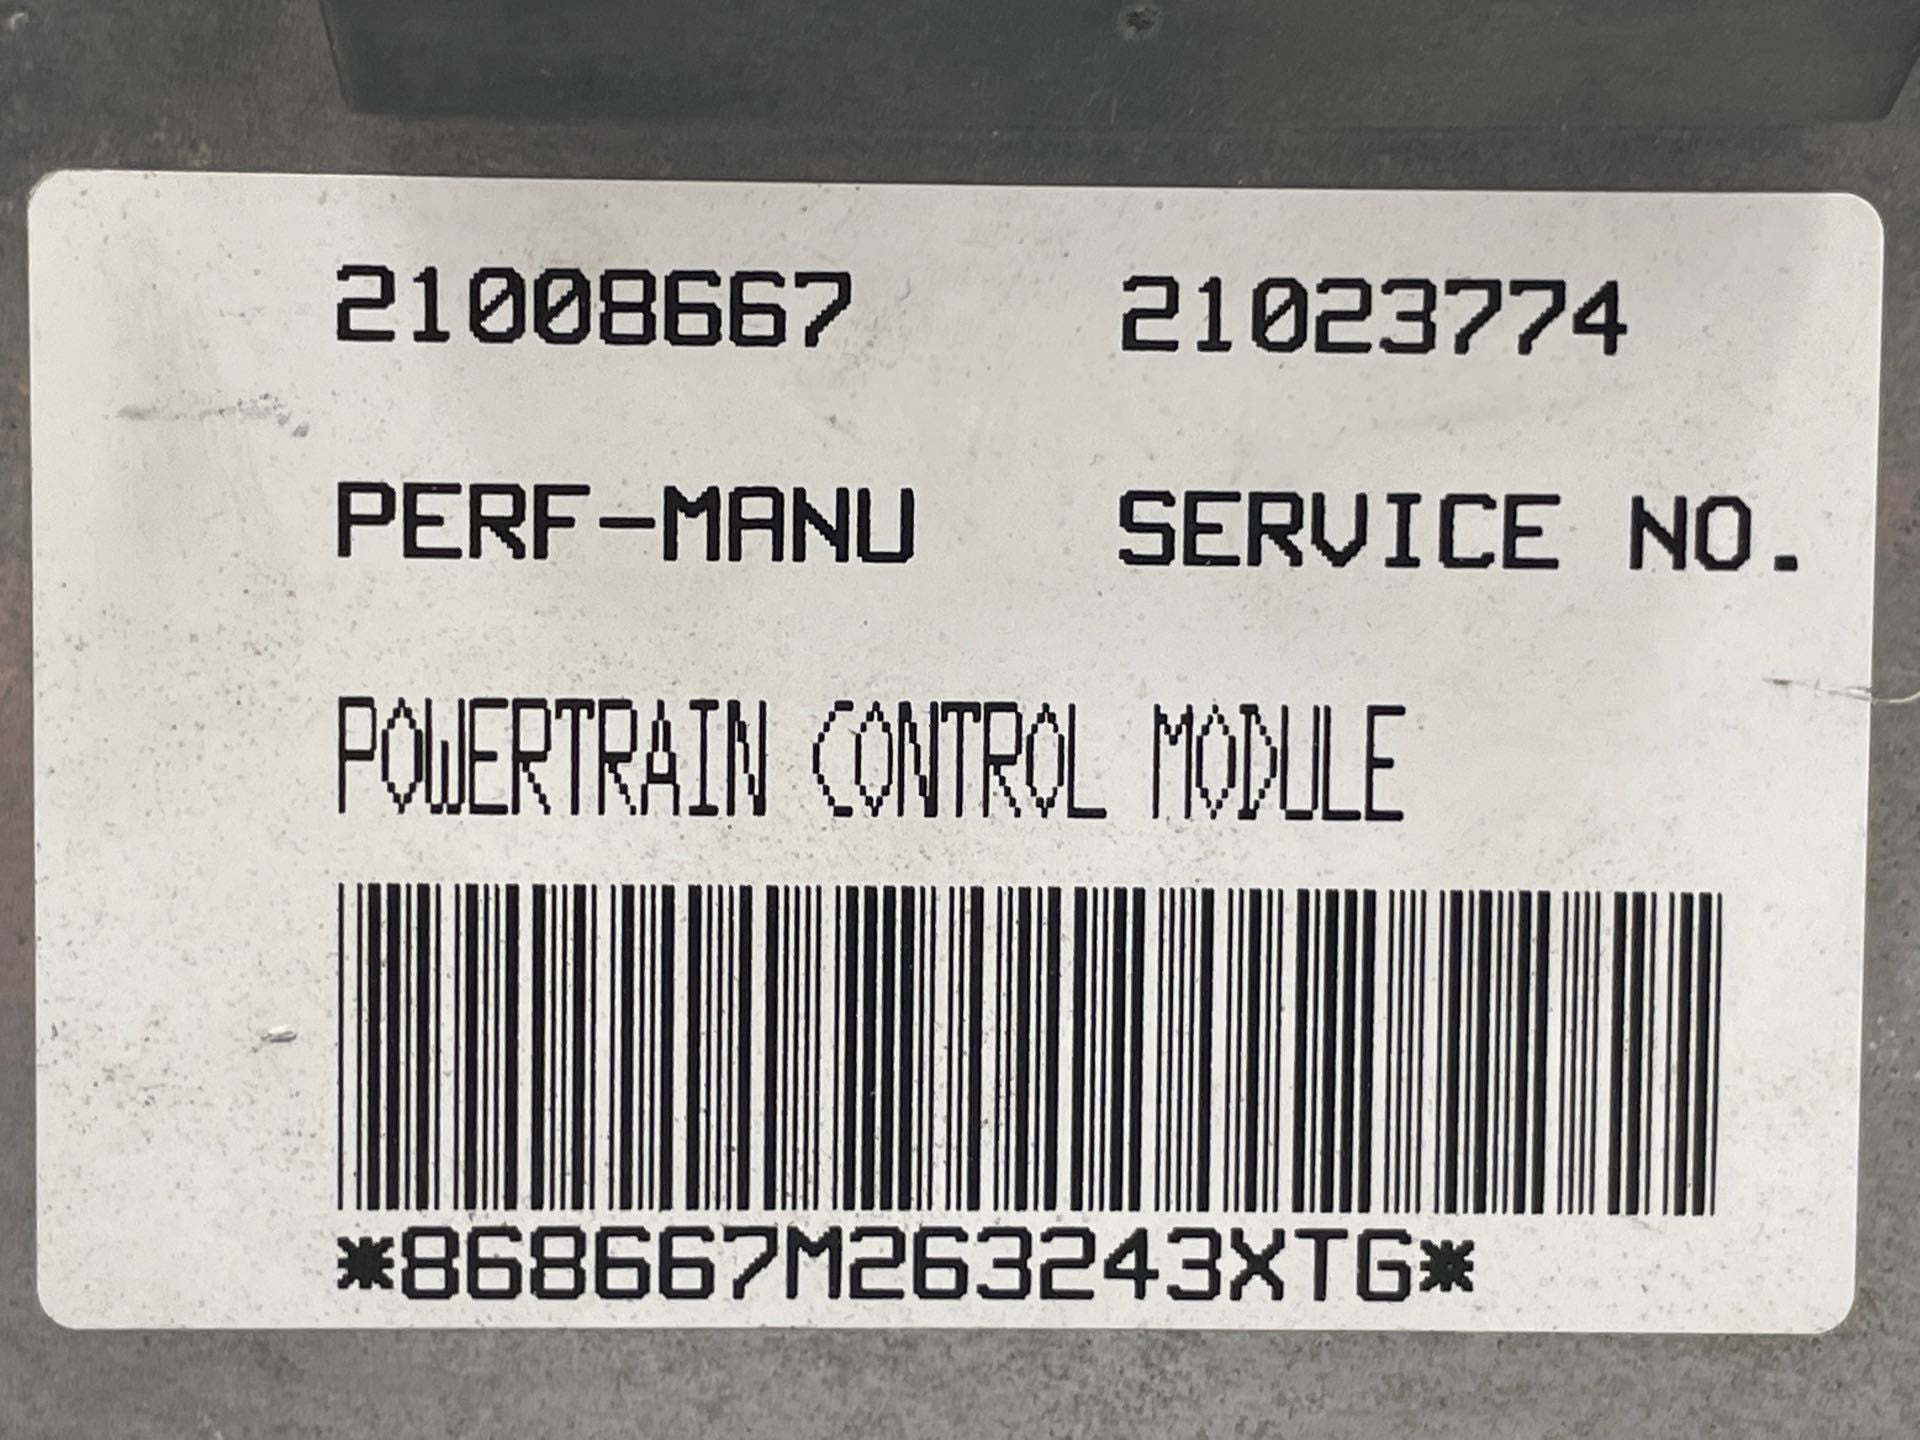 21008667 21023774
PERF-MANU SERVICE NO.
POWERTRAIN CONTROL MODULE
*868667M263243XTG*